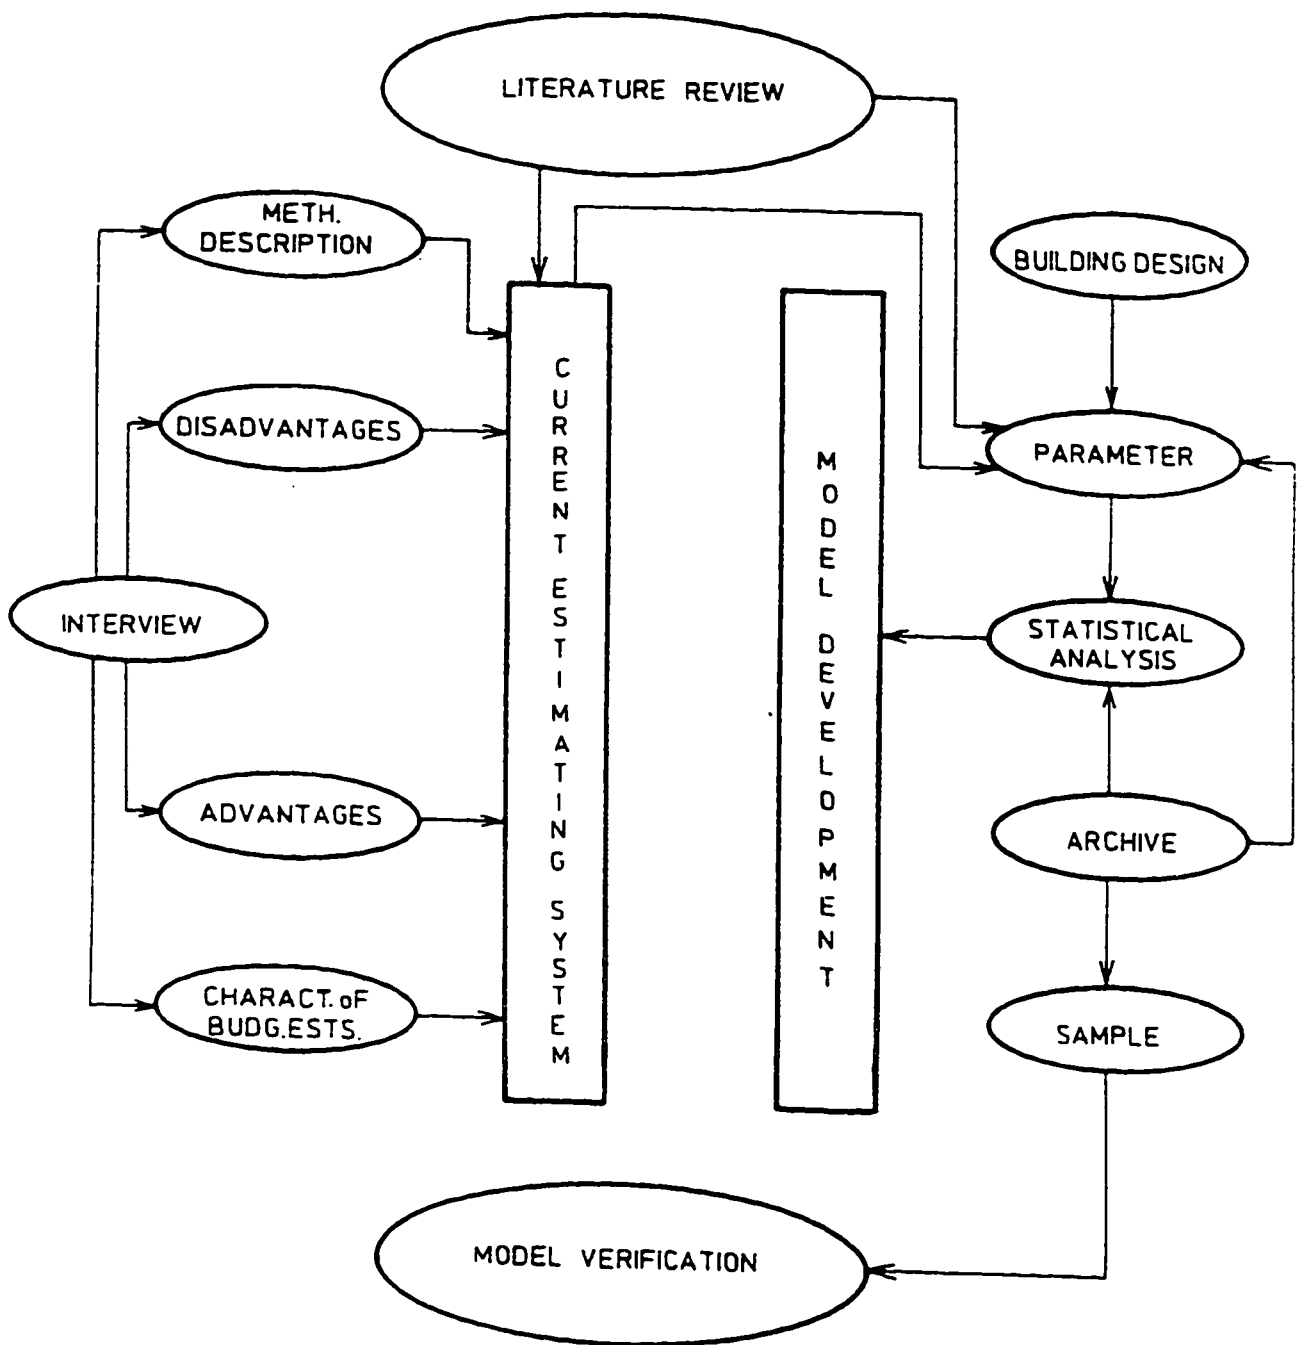 LITERATURE REVIEW
METH.
DESCRIPTION
BUILDING DESIGN
DISADVANTAGES
CURRENT ESTIMATING SYSTEM
MODEL DEVELOPMENT
PARAMETER
INTERVIEW
STATISTICAL
ANALYSIS
ADVANTAGES
ARCHIVE
CHARACT. OF
BUDG.ESTS.
SAMPLE
MODEL VERIFICATION